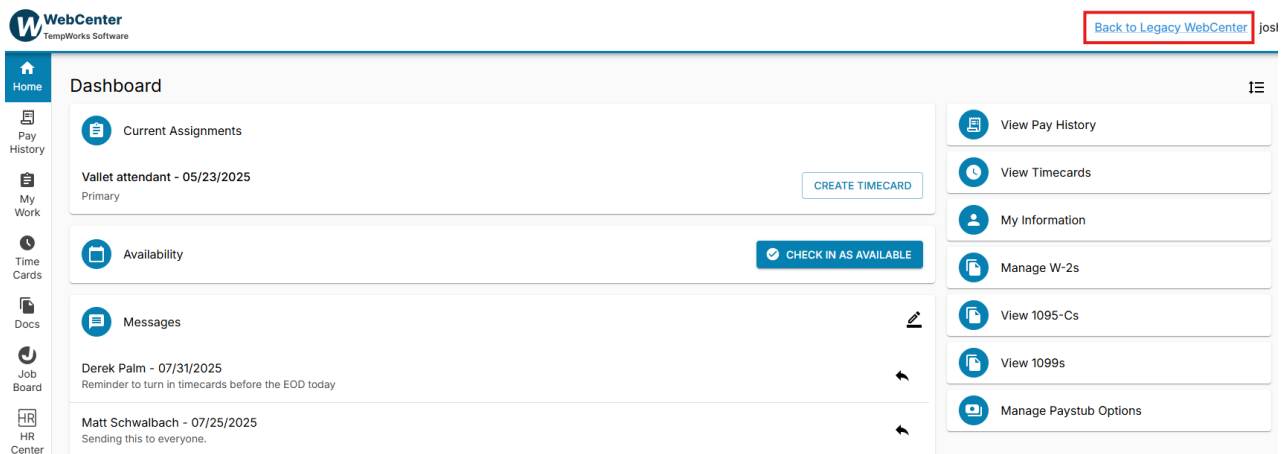 WebCenter
TempWorks Software
Back to Legacy WebCenter
josh
Home
Pay
History
My
Work
Time
Cards
Docs
Job
Board
HR
HR
Center
Dashboard
Current Assignments
Vallet attendant - 05/23/2025
Primary
CREATE TIMECARD
Availability
CHECK IN AS AVAILABLE
Messages
Derek Palm - 07/31/2025
Reminder to turn in timecards before the EOD today
Matt Schwalbach - 07/25/2025
Sending this to everyone.
View Pay History
View Timecards
My Information
Manage W-2s
View 1095-Cs
View 1099s
Manage Paystub Options